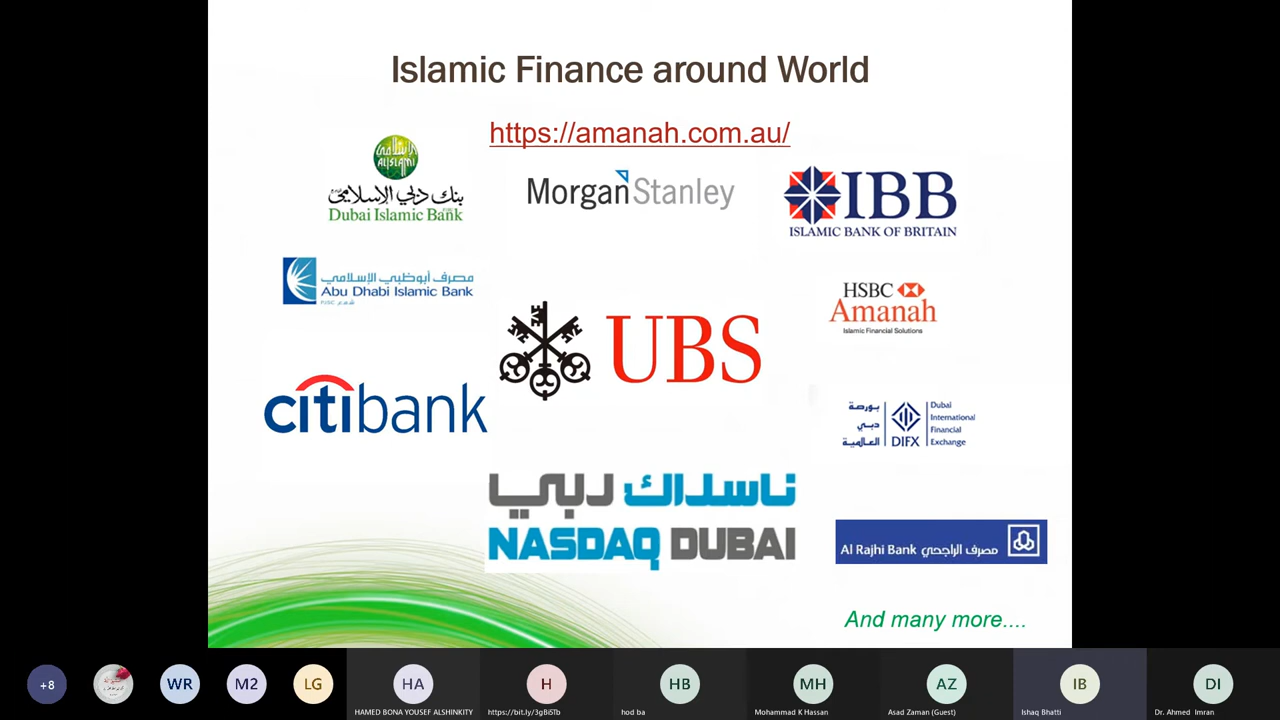 Islamic Finance around World
https://amanah.com.au/
بنك دبي الإسلامي
Dubai Islamic Bank
MorganStanley
IBB
ISLAMIC BANK OF BRITAIN
مصرف أبوظبي الإسلامي
Abu Dhabi Islamic Bank
HSBC
Amanah
Islamic Financial Solutions
UBS
citibank
بورصة
دبي
العالمية
DIFX
Dubai
International
Financial
Exchange
ناسداك دبي
NASDAQ DUBAI
Al Rajhi Bank مصرف الراجحي
And many more....
+8
WR
M2
LG
HA
HAMED BONA YOUSEF ALSHINKITY
H
https://bit.ly/3gBiSTb
HB
hod ba
MH
Mohammad K Hassan
AZ
Asad Zaman (Guest)
IB
Ishaq Bhatti
DI
Dr. Ahmed Imran